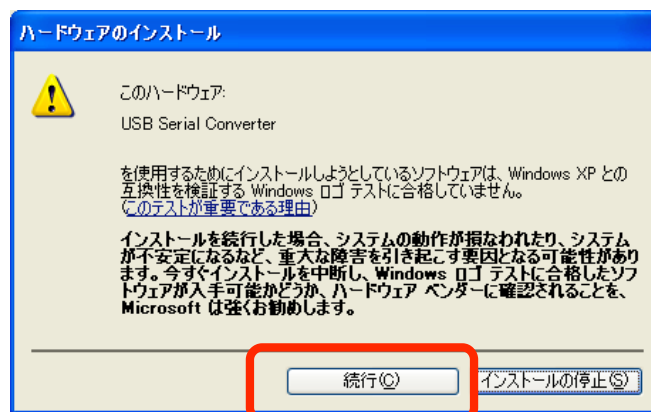 ハードウェアのインストール
このハードウェア:
USB Serial Converter
を使用するためにインストールしようとしているソフトウェアは、Windows XP との
互換性を検証する Windows ロゴ テストに合格していません。
(このテストが重要である理由)
インストールを続行した場合、システムの動作が損なわれたり、システム
が不安定になるなど、重大な障害を引き起こす要因となる可能性があり
ます。今すぐインストールを中断し、Windows ロゴ テストに合格したソフ
トウェアが入手可能かどうか、ハードウェア ベンダーに確認されることを、
Microsoft は強くお勧めします。
続行(C) インストールの停止(S)